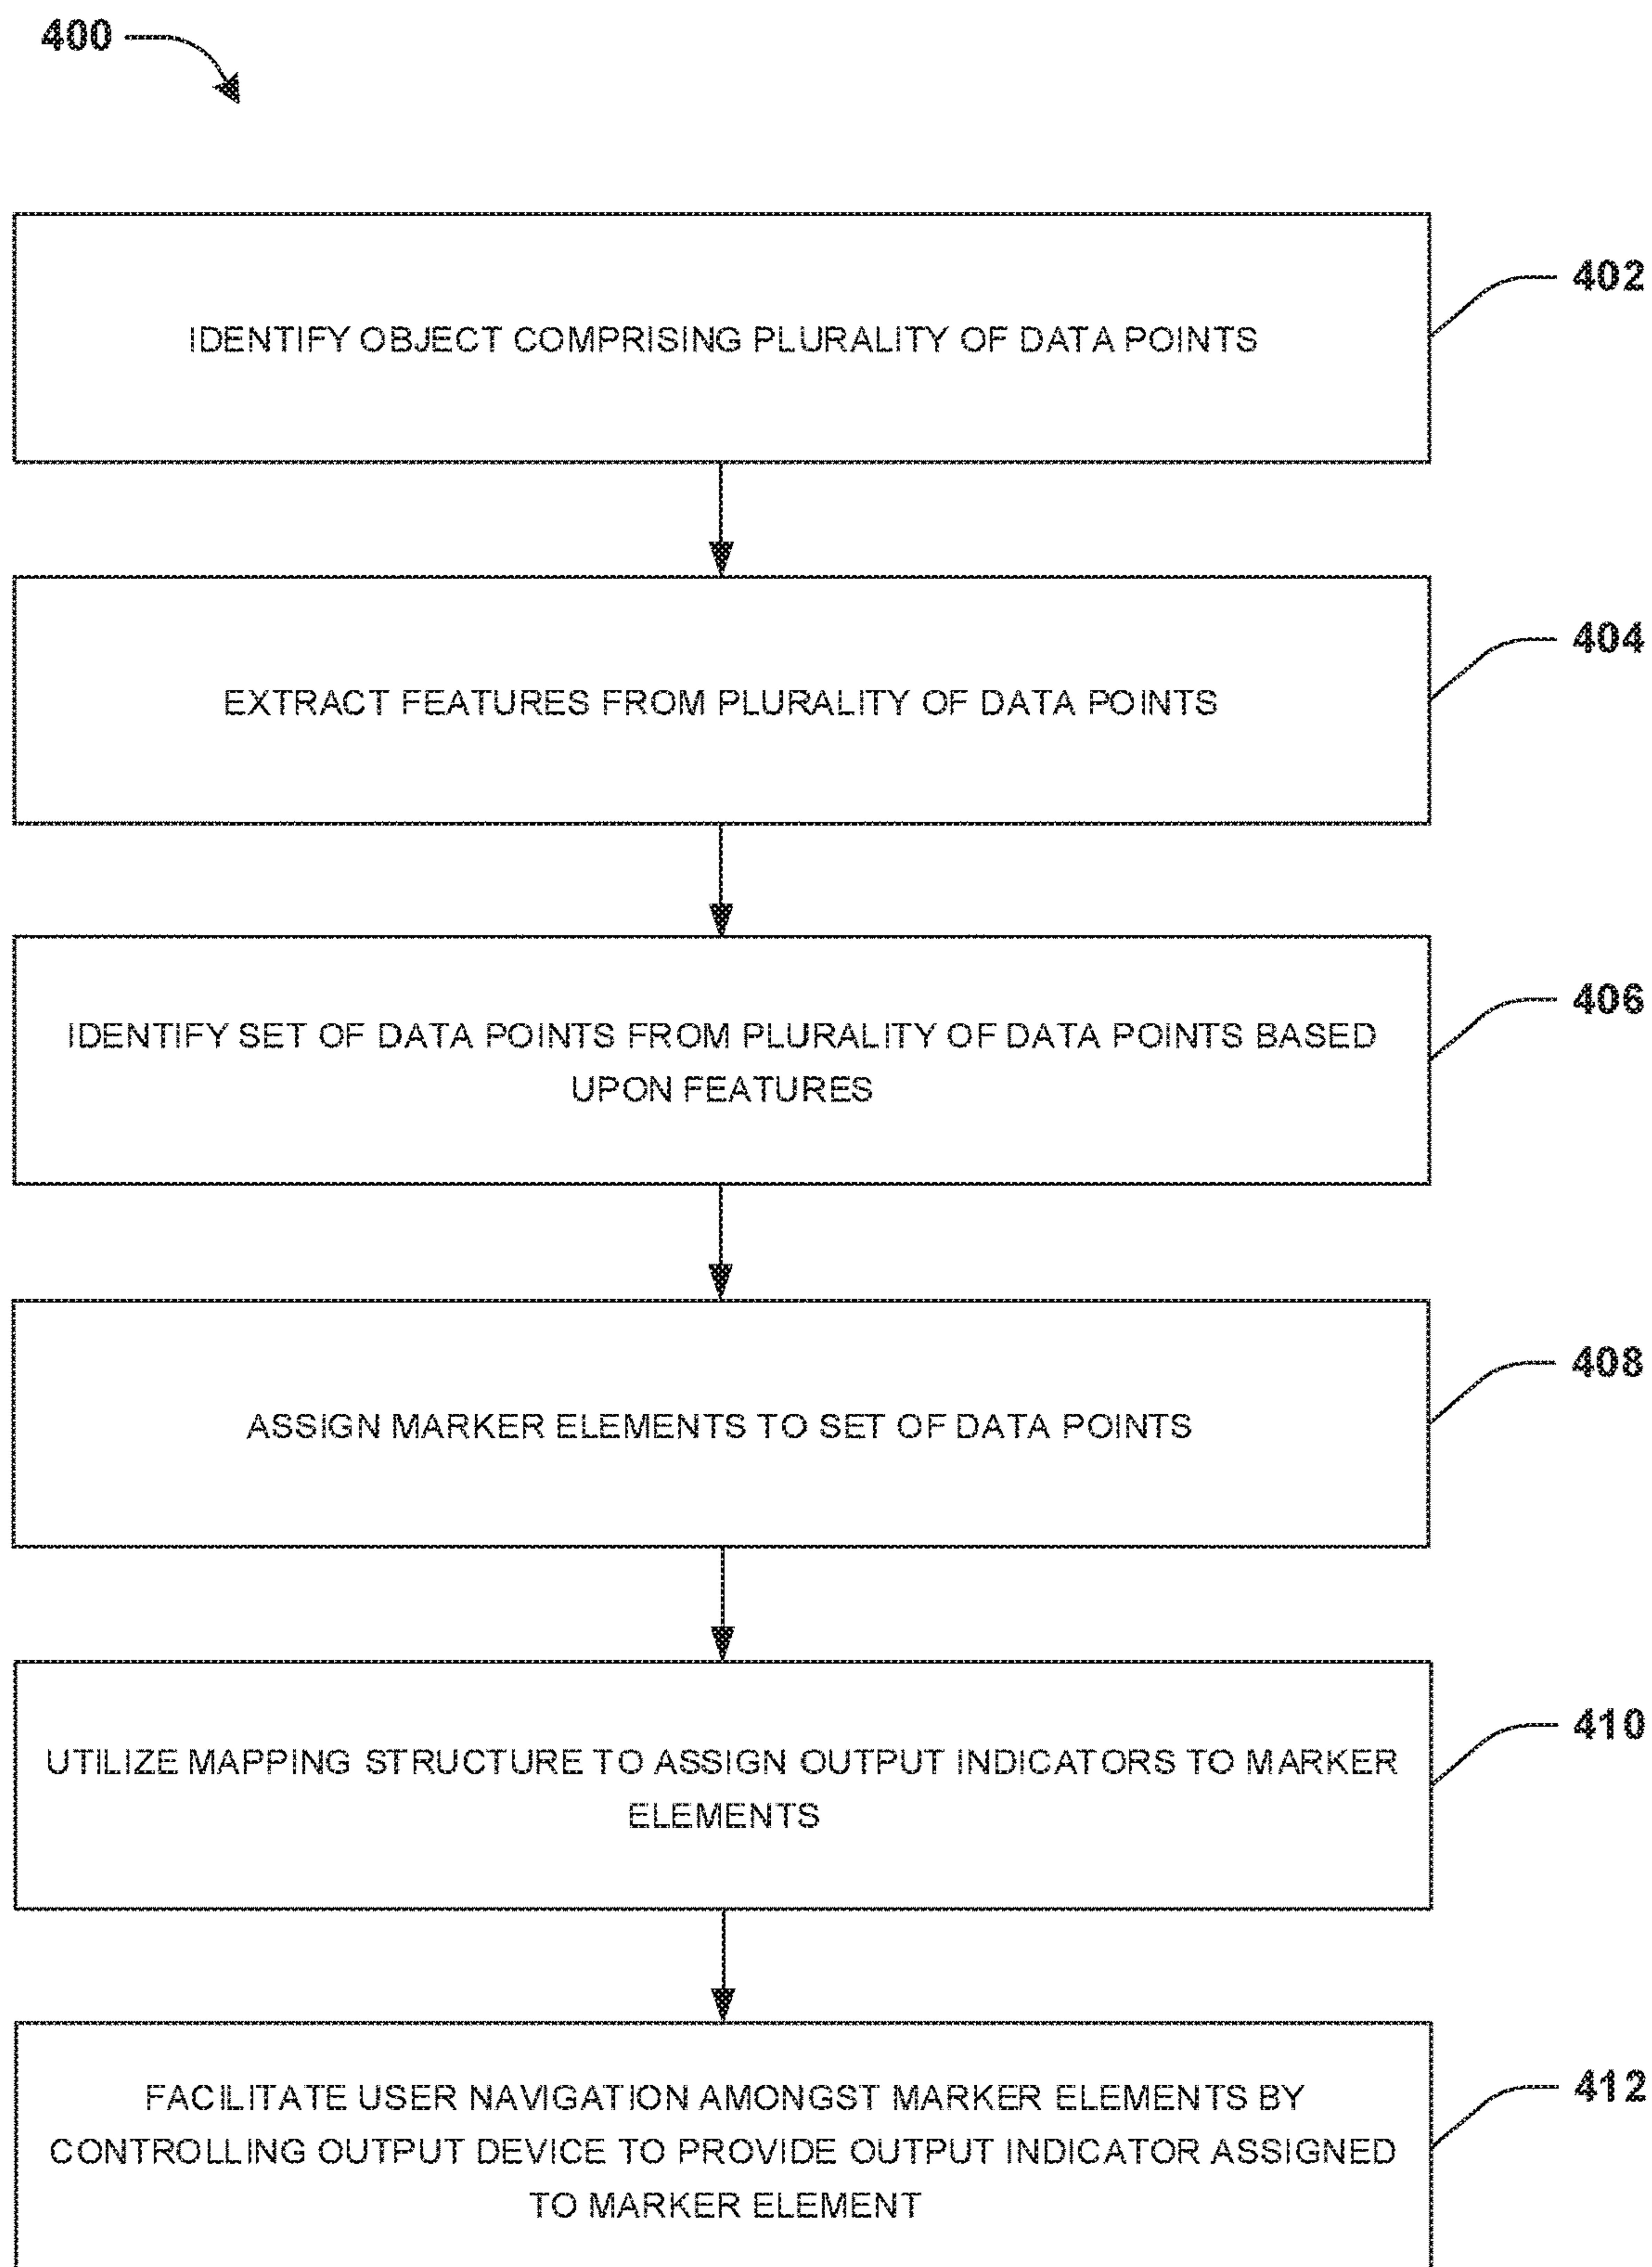 400
IDENTIFY OBJECT COMPRISING PLURALITY OF DATA POINTS
402
EXTRACT FEATURES FROM PLURALITY OF DATA POINTS
404
IDENTIFY SET OF DATA POINTS FROM PLURALITY OF DATA POINTS BASED
UPON FEATURES
406
ASSIGN MARKER ELEMENTS TO SET OF DATA POINTS
408
UTILIZE MAPPING STRUCTURE TO ASSIGN OUTPUT INDICATORS TO MARKER
ELEMENTS
410
FACILITATE USER NAVIGATION AMONGST MARKER ELEMENTS BY
CONTROLLING OUTPUT DEVICE TO PROVIDE OUTPUT INDICATOR ASSIGNED
TO MARKER ELEMENT
412